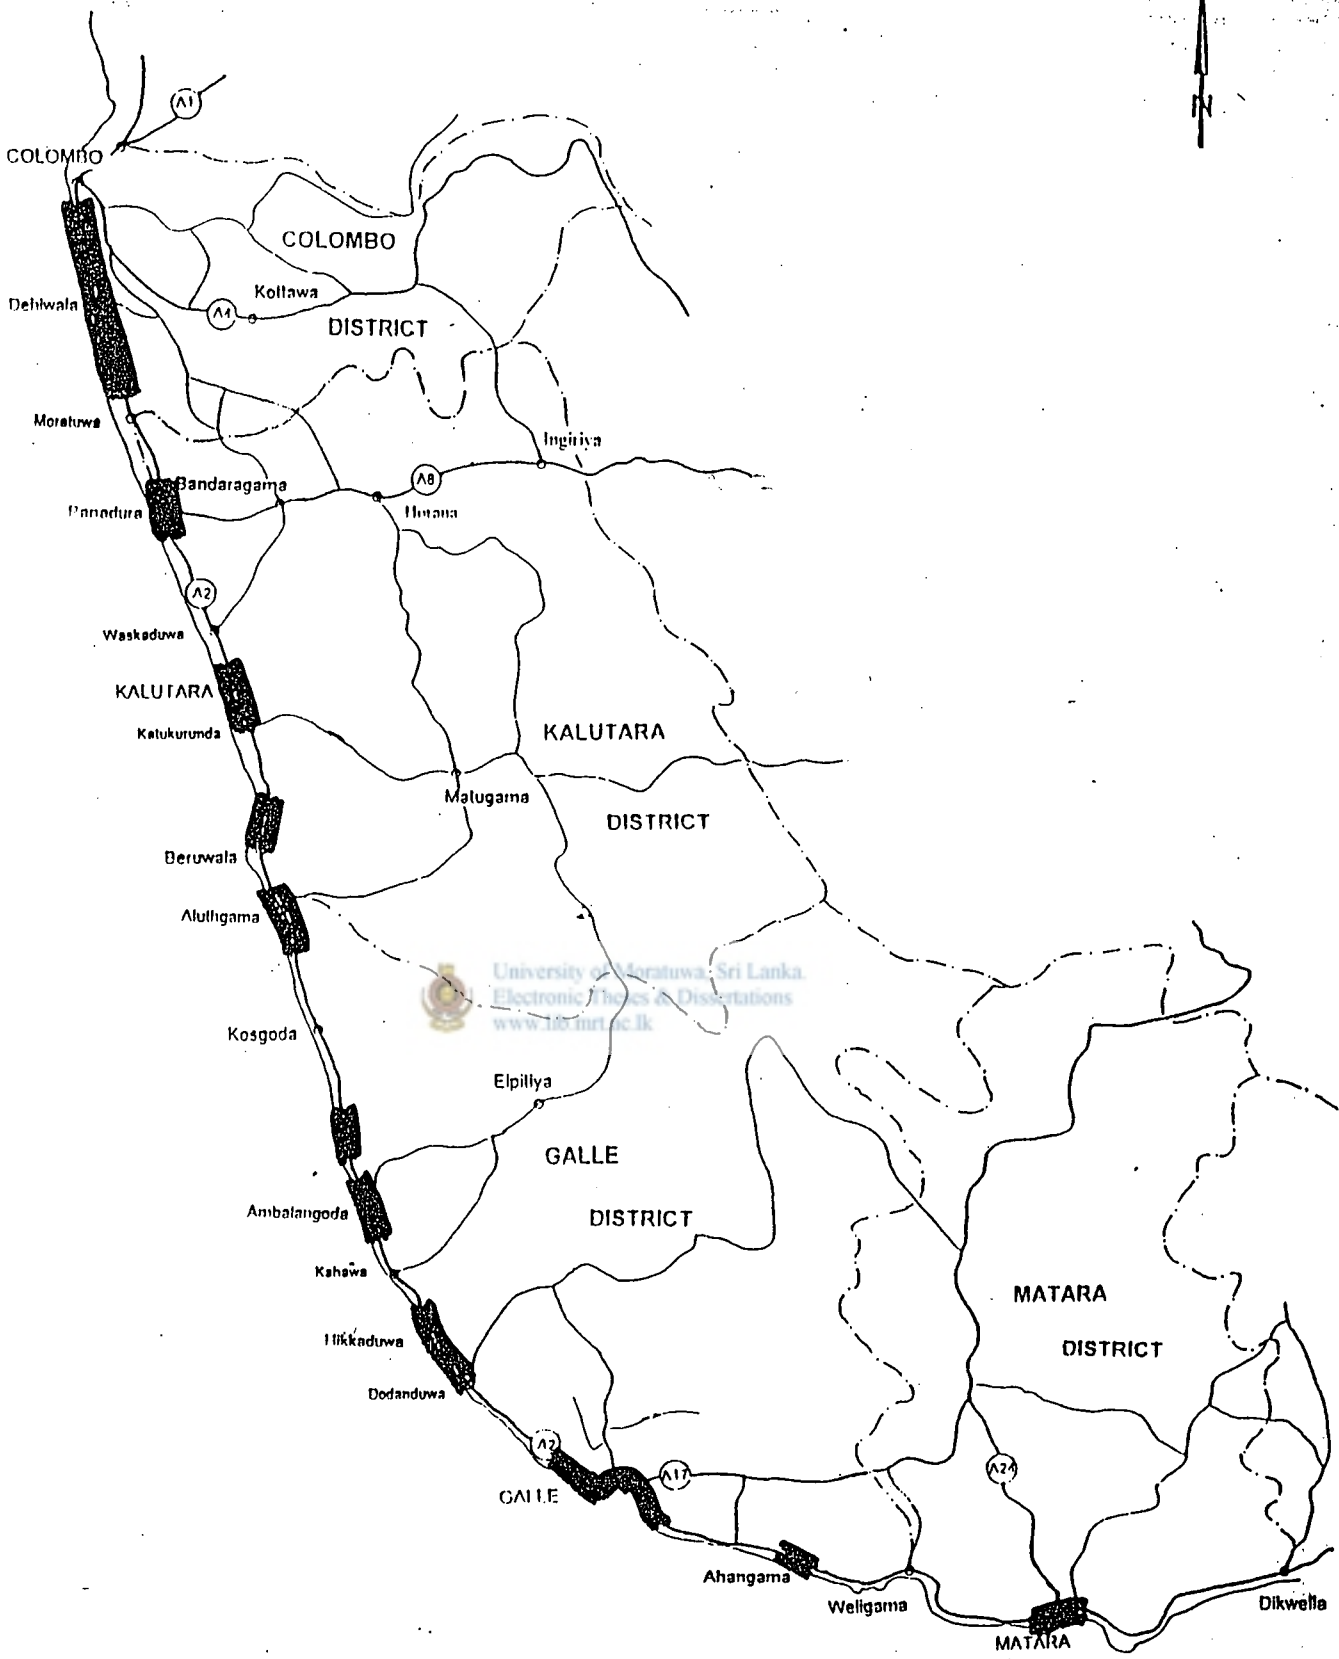 N
A1
COLOMBO
COLOMBO
Kottawa
Dehiwala
A4
DISTRICT
Moratuwa
Ingiriya
A8
Bandaragama
Panadura
Horana
A2
Waskaduwa
KALUTARA
Katukurunda
KALUTARA
Matugama
DISTRICT
Beruwala
Aluthgama
University of Moratuwa, Sri Lanka.
Electronic Theses & Dissertations
www.lib.mrt.ac.lk
Kosgoda
Elpitiya
GALLE
Ambalangoda
DISTRICT
Kahawa
MATARA
Hikkaduwa
DISTRICT
Dodanduwa
A2
A17
A24
GALLE
Ahangama
Weligama
Dikwella
MATARA